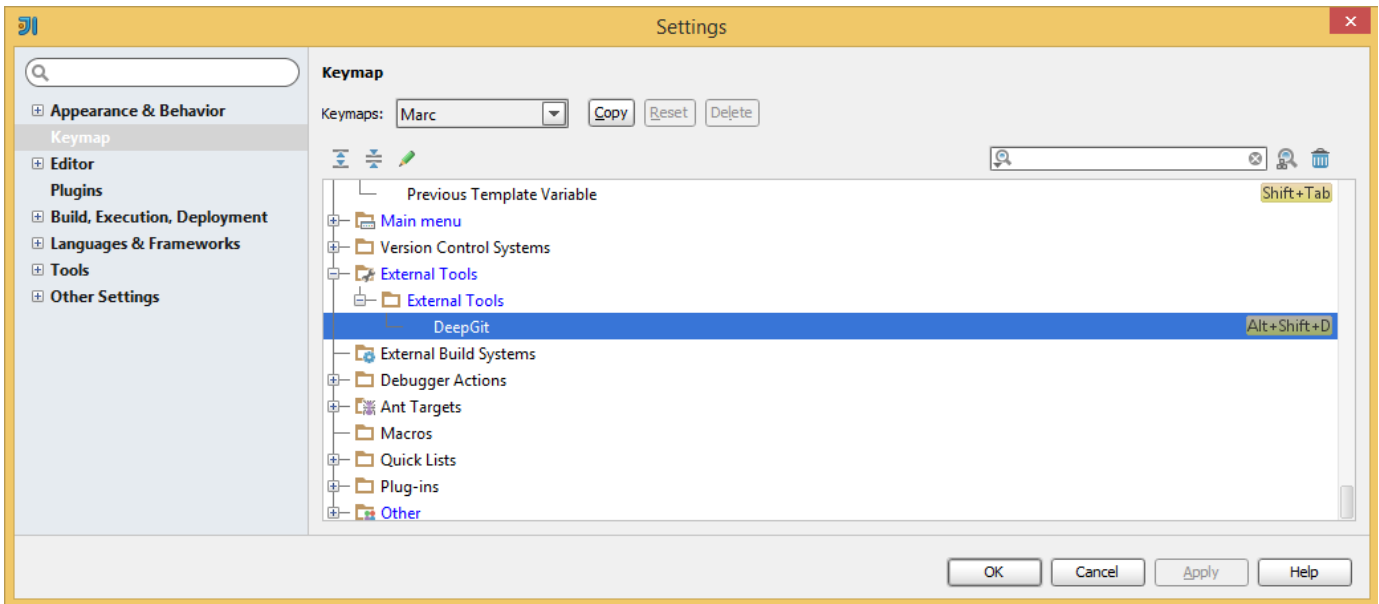 Settings
Keymap
Appearance & Behavior
Keymaps: Marc Copy Reset Delete
Keymap
Editor
Plugins
Build, Execution, Deployment
Languages & Frameworks
Tools
Other Settings
Previous Template Variable Shift+Tab
Main menu
Version Control Systems
External Tools
External Tools
DeepGit Alt+Shift+D
External Build Systems
Debugger Actions
Ant Targets
Macros
Quick Lists
Plug-ins
Other
OK Cancel Apply Help